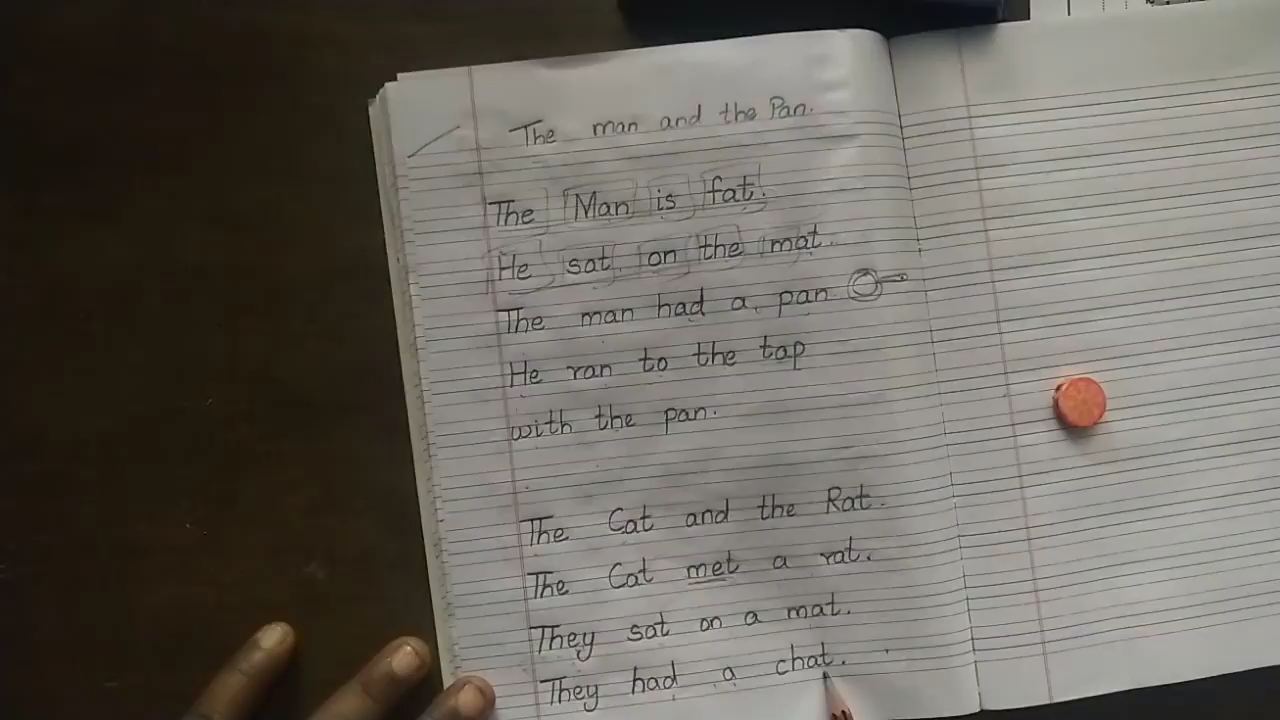 The man and the Pan.
The Man is fat.
He sat on the mat.
The man had a pan
He ran to the tap
with the pan.
The Cat and the Rat.
The Cat met a rat.
They sat on a mat.
They had a chat.